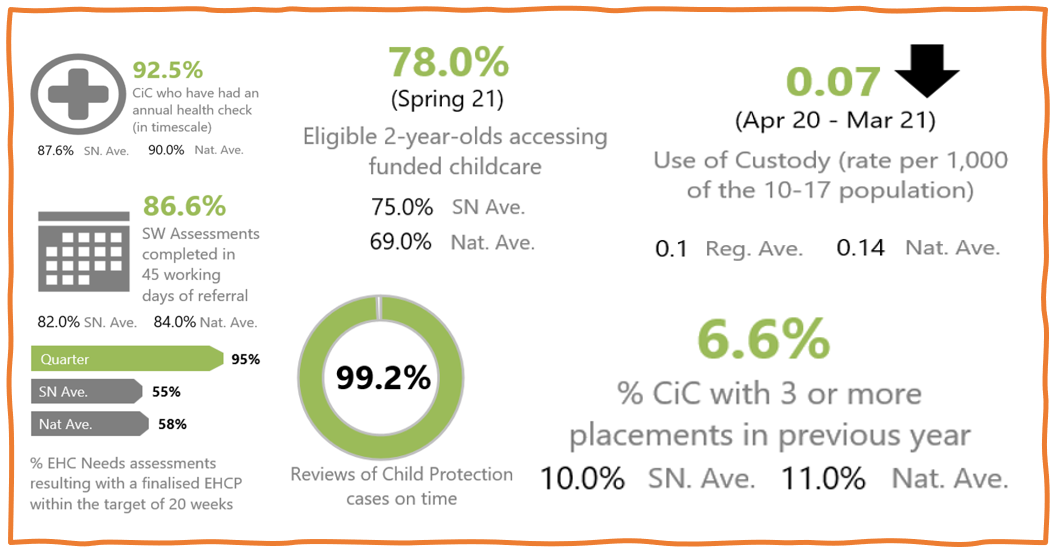 92.5%
CiC who have had an
annual health check
(in timescale)
87.6% SN. Ave. 90.0% Nat. Ave.
86.6%
SW Assessments
completed in
45 working
days of referral
82.0% SN. Ave. 84.0% Nat. Ave.
Quarter 95%
SN Ave. 55%
Nat Ave. 58%
% EHC Needs assessments
resulting with a finalised EHCP
within the target of 20 weeks
78.0%
(Spring 21)
Eligible 2-year-olds accessing
funded childcare
75.0% SN Ave.
69.0% Nat. Ave.
99.2%
Reviews of Child Protection
cases on time
0.07
(Apr 20 - Mar 21)
Use of Custody (rate per 1,000
of the 10-17 population)
0.1 Reg. Ave. 0.14 Nat. Ave.
6.6%
% CiC with 3 or more
placements in previous year
10.0% SN. Ave. 11.0% Nat. Ave.